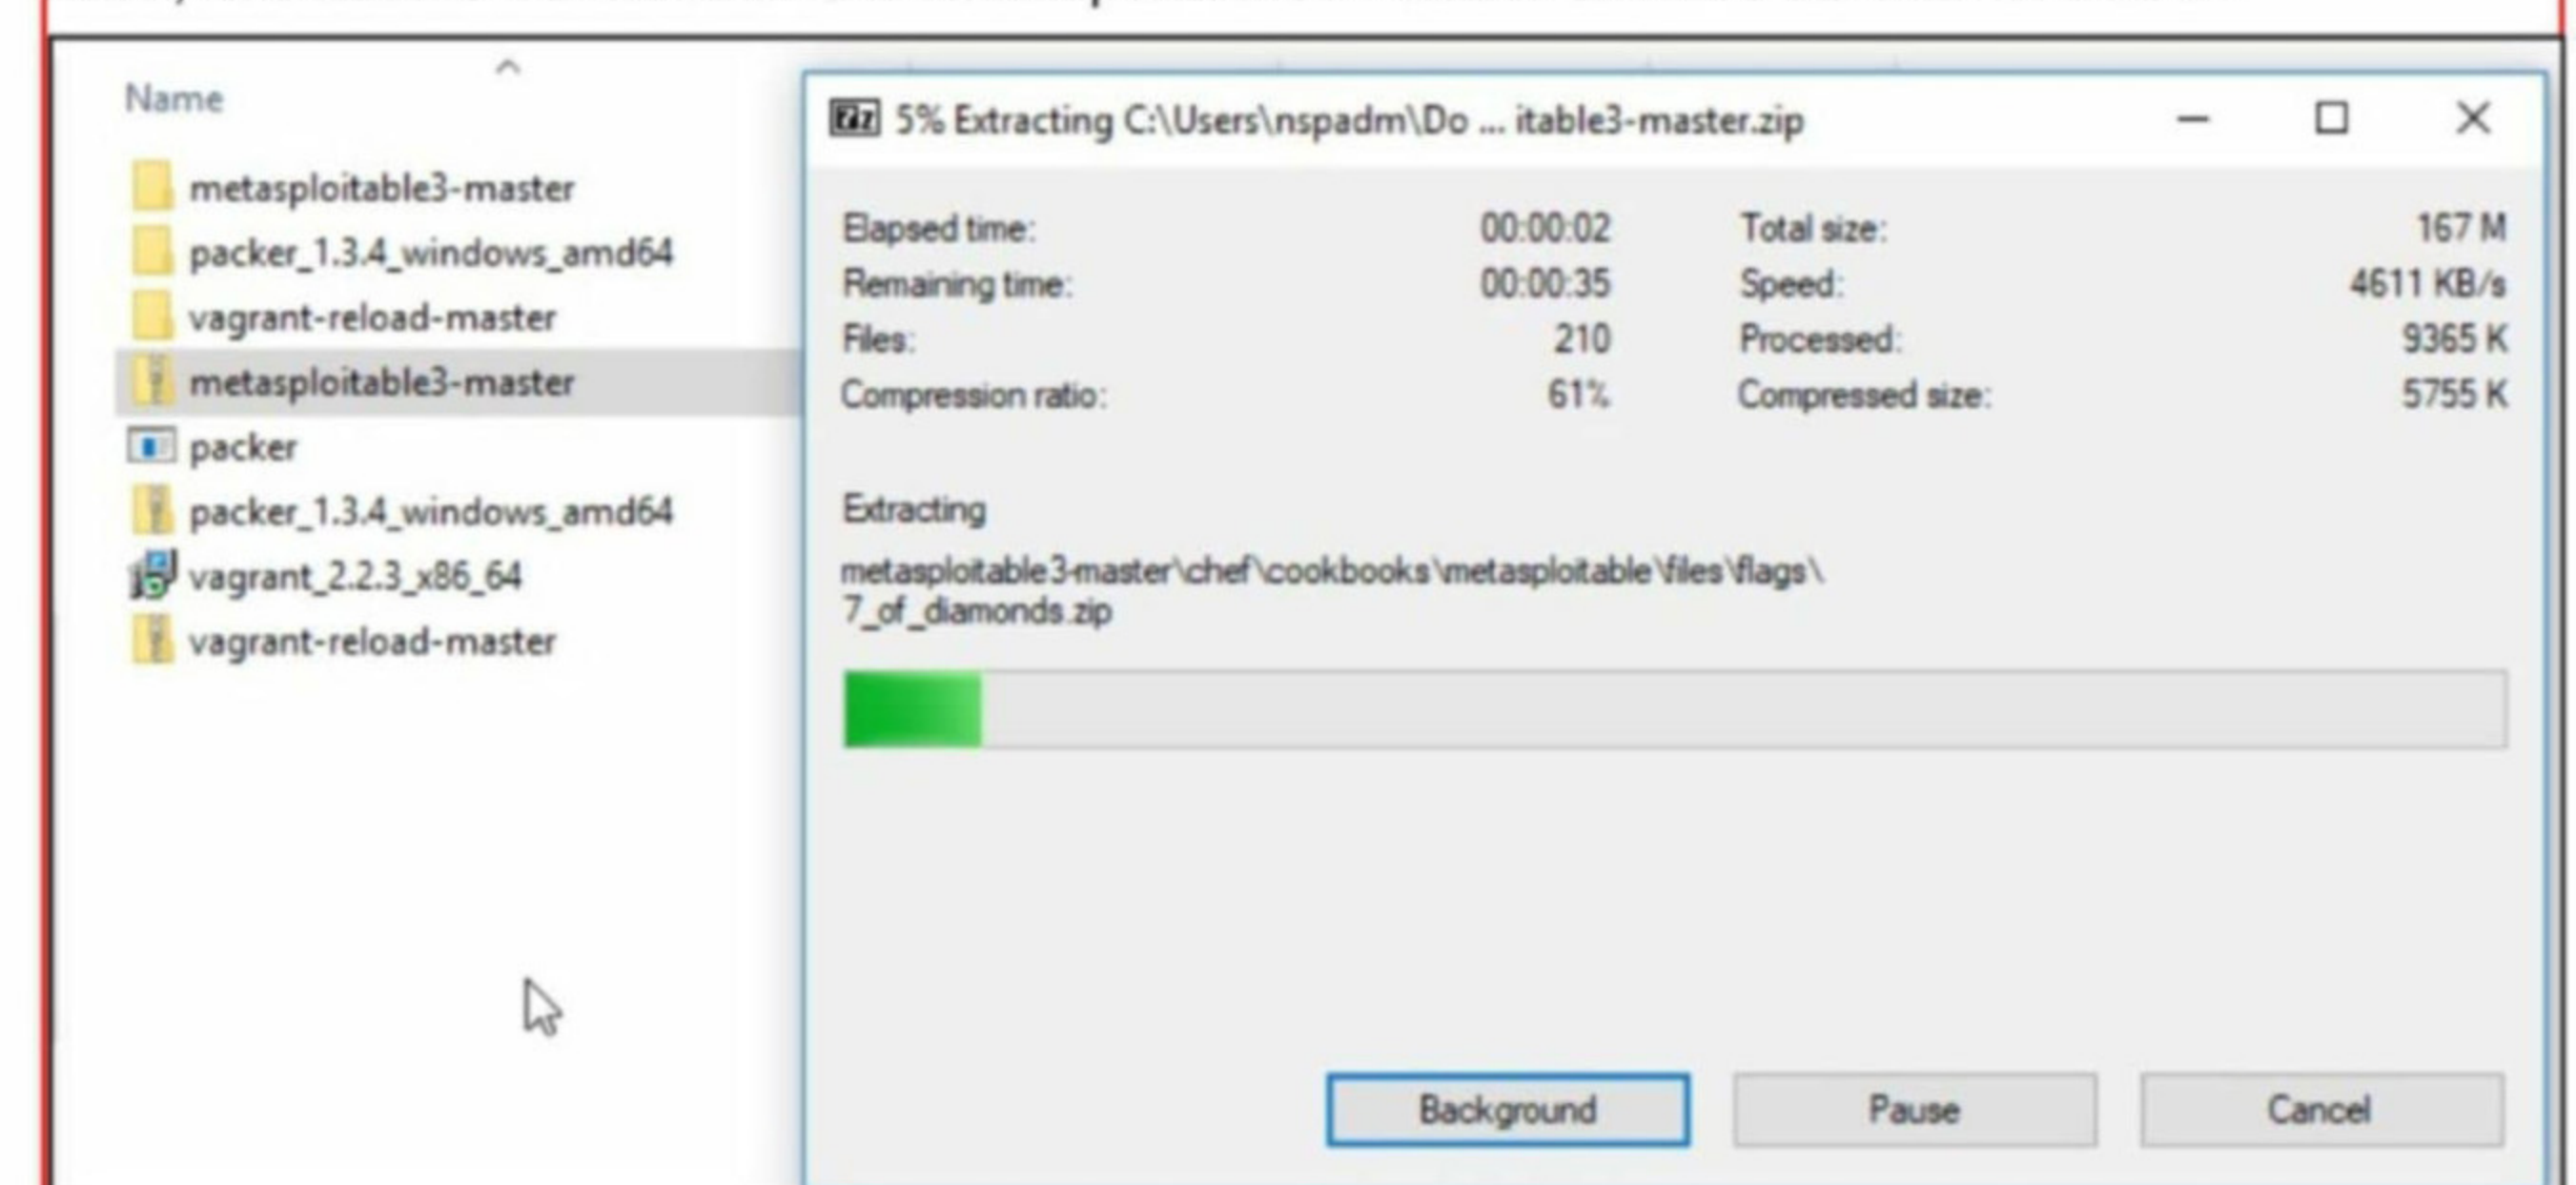 Name
metasploitable3-master
packer_1.3.4_windows_amd64
vagrant-reload-master
metasploitable3-master
packer
packer_1.3.4_windows_amd64
vagrant_2.2.3_x86_64
vagrant-reload-master
5% Extracting C:\Users\nspadm\Do ... itable3-master.zip
Elapsed time: 00:00:02 Total size: 167 M
Remaining time: 00:00:35 Speed: 4611 KB/s
Files: 210 Processed: 9365 K
Compression ratio: 61% Compressed size: 5755 K
Extracting
metasploitable3-master\chef\cookbooks\metasploitable\files\flags\
7_of_diamonds.zip
Background Pause Cancel